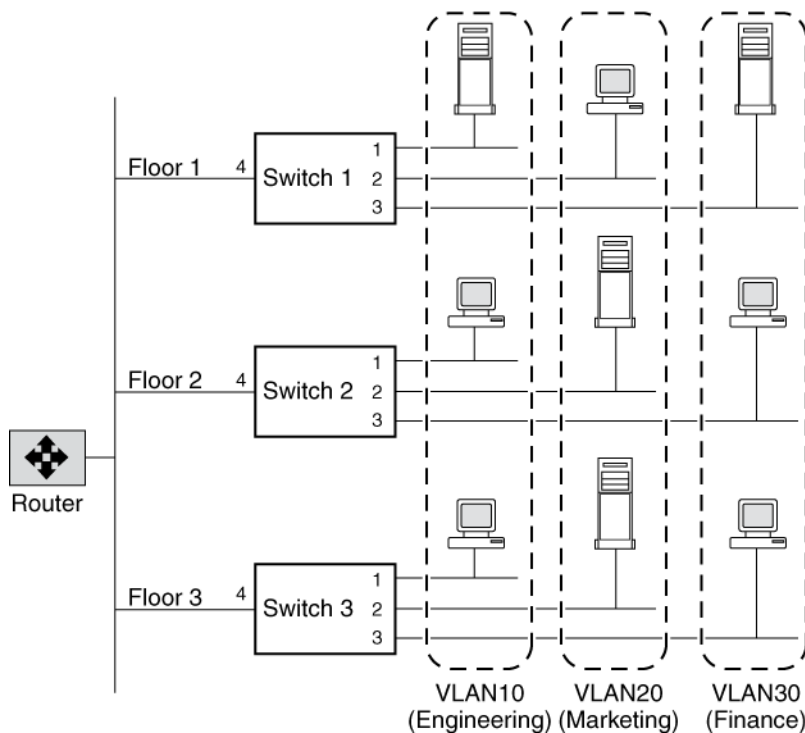 Floor 1
4
Switch 1
1
2
3
Floor 2
4
Switch 2
1
2
3
Router
Floor 3
4
Switch 3
1
2
3
VLAN10
(Engineering)
VLAN20
(Marketing)
VLAN30
(Finance)